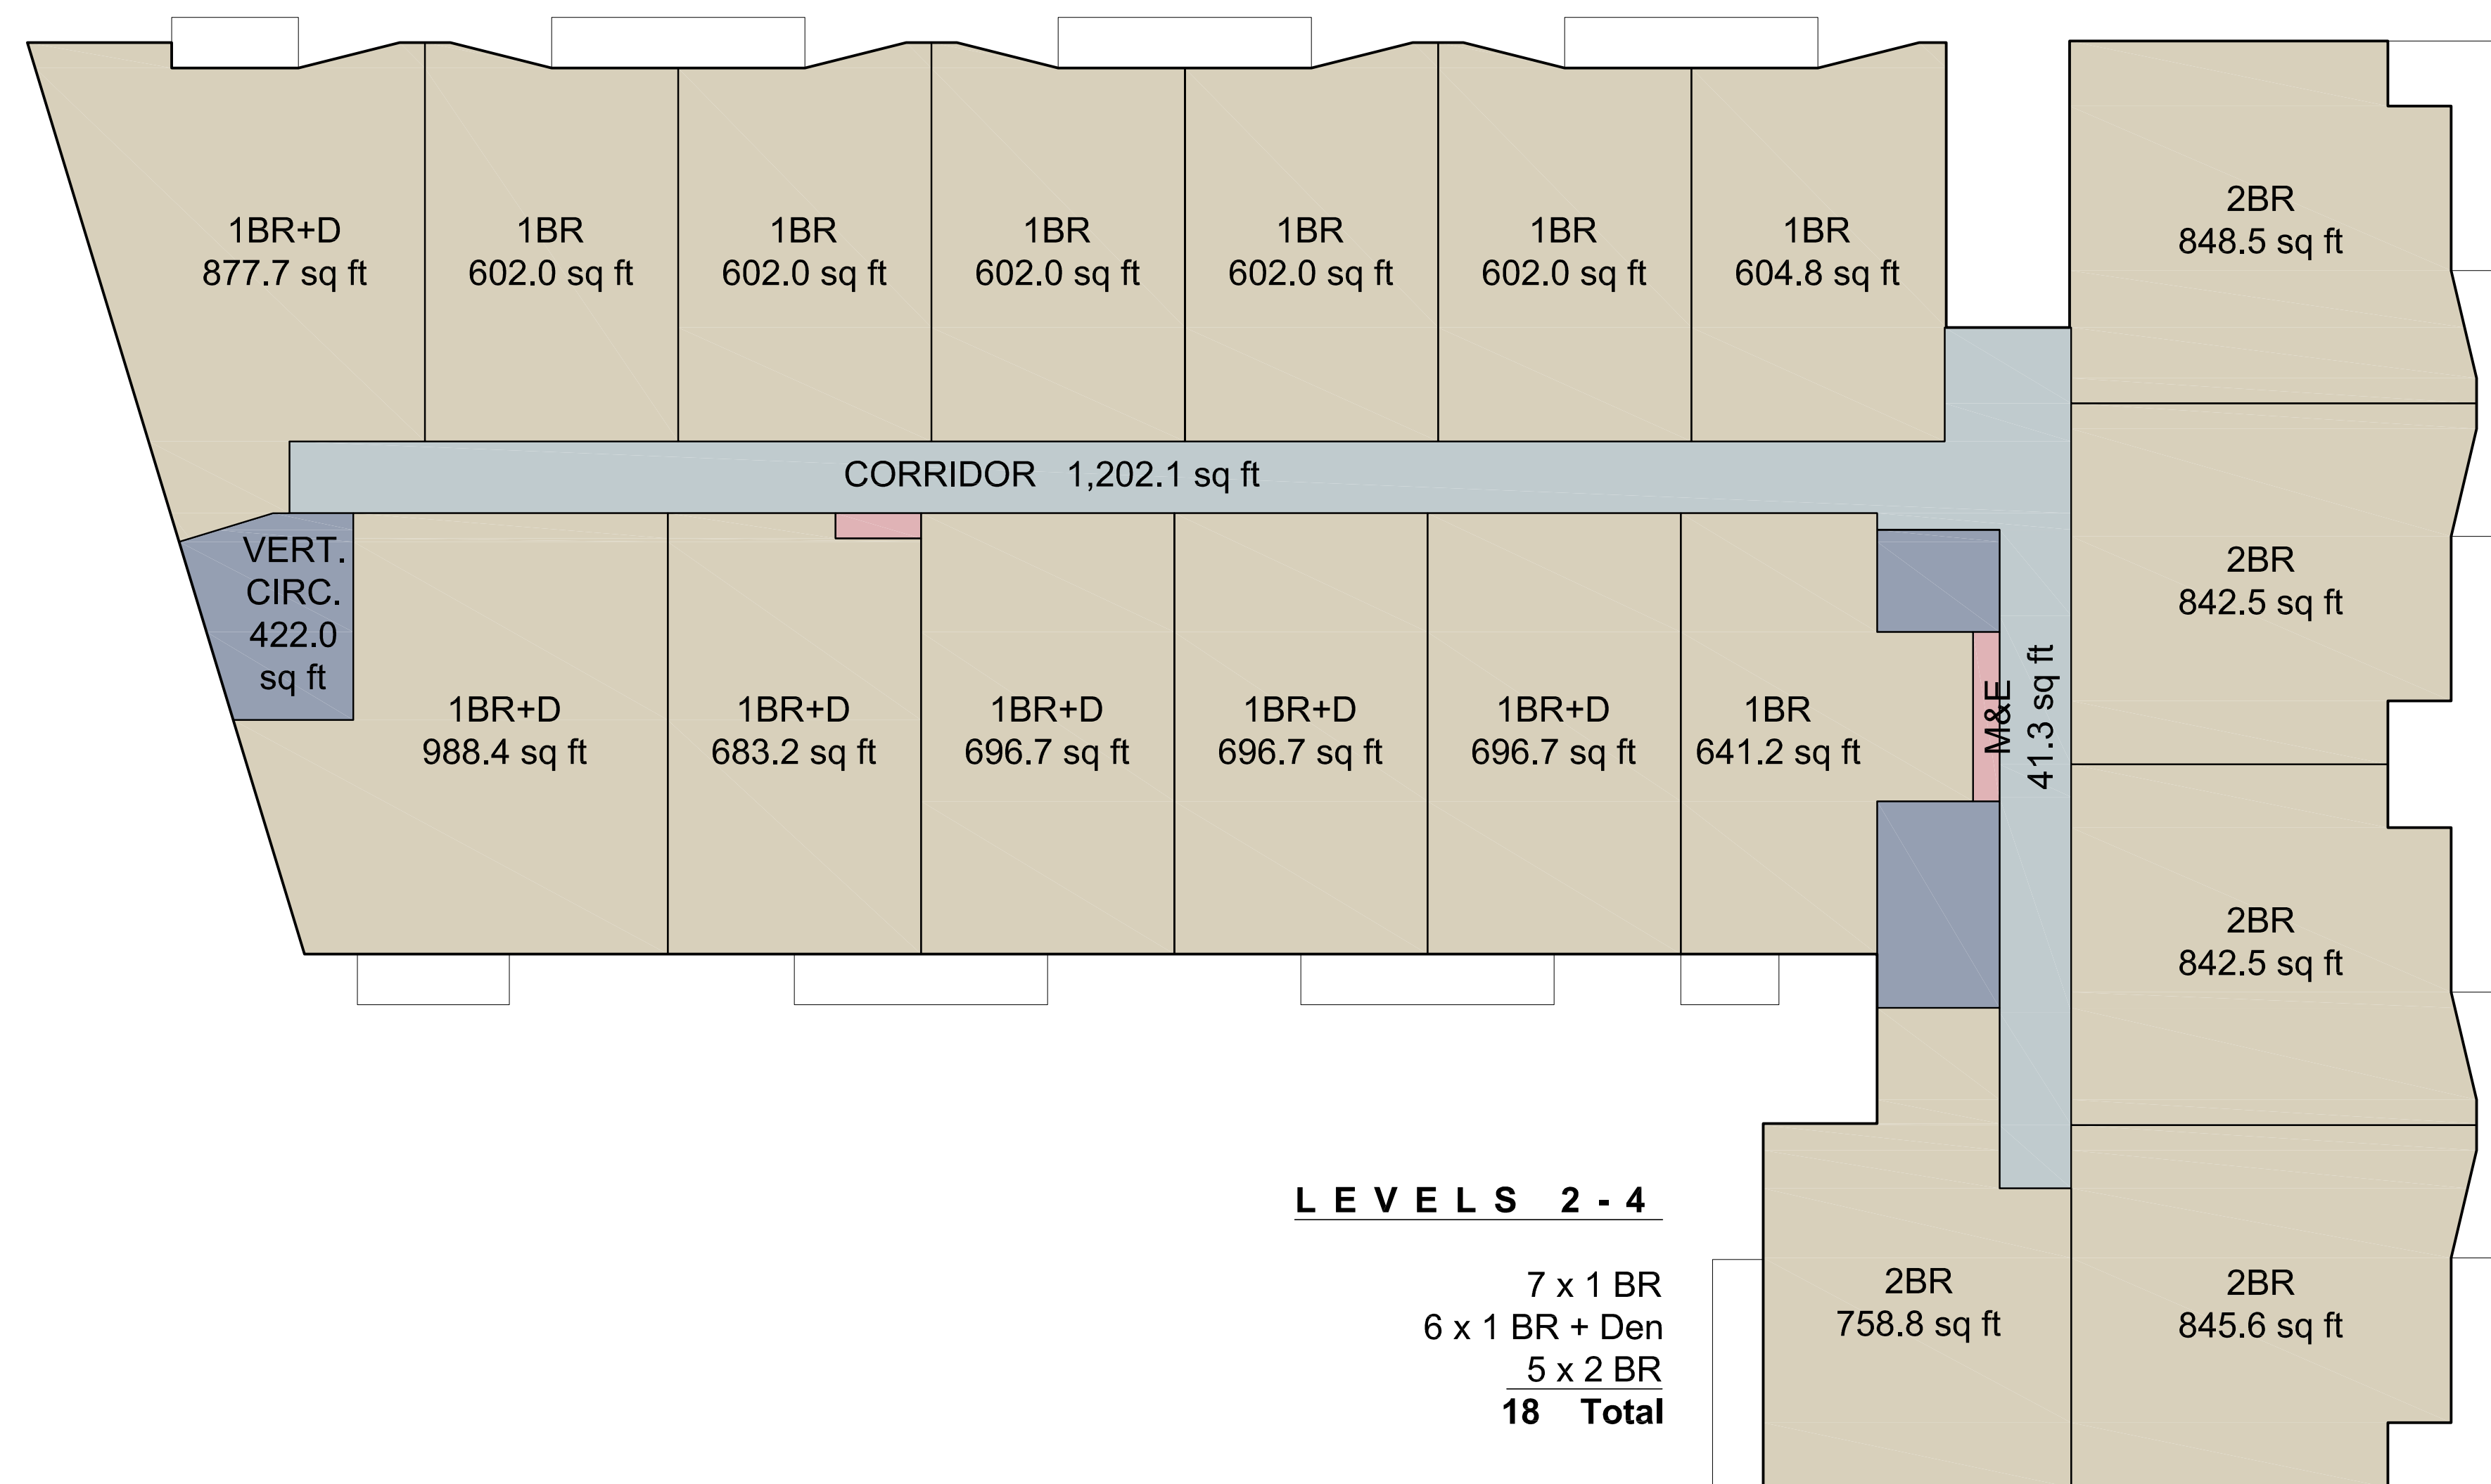 1BR+D
877.7 sq ft
1BR
602.0 sq ft
1BR
602.0 sq ft
1BR
602.0 sq ft
1BR
602.0 sq ft
1BR
602.0 sq ft
1BR
604.8 sq ft
2BR
848.5 sq ft
CORRIDOR 1,202.1 sq ft
VERT.
CIRC.
422.0
sq ft
1BR+D
988.4 sq ft
1BR+D
683.2 sq ft
1BR+D
696.7 sq ft
1BR+D
696.7 sq ft
1BR+D
696.7 sq ft
1BR
641.2 sq ft
M&E
41.3 sq ft
2BR
842.5 sq ft
2BR
842.5 sq ft
2BR
758.8 sq ft
2BR
845.6 sq ft
LEVELS 2-4
7 x 1 BR
6 x 1 BR + Den
5 x 2 BR
18 Total